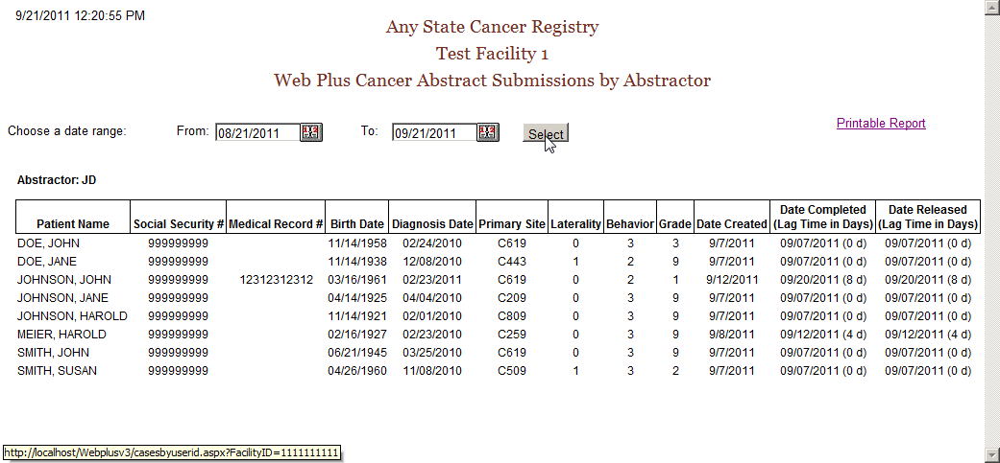 9/21/2011 12:20:55 PM
Any State Cancer Registry
Test Facility 1
Web Plus Cancer Abstract Submissions by Abstractor
Choose a date range: From: 08/21/2011 To: 09/21/2011 Select Printable Report
Abstractor: JD
Patient Name Social Security # Medical Record # Birth Date Diagnosis Date Primary Site Laterality Behavior Grade Date Created Date Completed (Lag Time in Days) Date Released (Lag Time in Days)
DOE, JOHN 999999999 11/14/1958 02/24/2010 C619 0 3 3 9/7/2011 09/07/2011 (0 d) 09/07/2011 (0 d)
DOE, JANE 999999999 11/14/1938 12/08/2010 C443 1 2 9 9/7/2011 09/07/2011 (0 d) 09/07/2011 (0 d)
JOHNSON, JOHN 999999999 12312312312 03/16/1961 02/23/2011 C619 0 2 1 9/12/2011 09/20/2011 (8 d) 09/20/2011 (8 d)
JOHNSON, JANE 999999999 04/14/1925 04/04/2010 C209 0 3 9 9/7/2011 09/07/2011 (0 d) 09/07/2011 (0 d)
JOHNSON, HAROLD 999999999 11/14/1921 02/01/2010 C809 0 3 9 9/7/2011 09/07/2011 (0 d) 09/07/2011 (0 d)
MEIER, HAROLD 999999999 02/16/1927 02/23/2010 C259 0 3 9 9/8/2011 09/12/2011 (4 d) 09/12/2011 (4 d)
SMITH, JOHN 999999999 06/21/1945 03/25/2010 C619 0 3 9 9/7/2011 09/07/2011 (0 d) 09/07/2011 (0 d)
SMITH, SUSAN 999999999 04/26/1960 11/08/2010 C509 1 3 2 9/7/2011 09/07/2011 (0 d) 09/07/2011 (0 d)
http://localhost/Webplusv3/casesbyuserid.aspx?FacilityID=1111111111